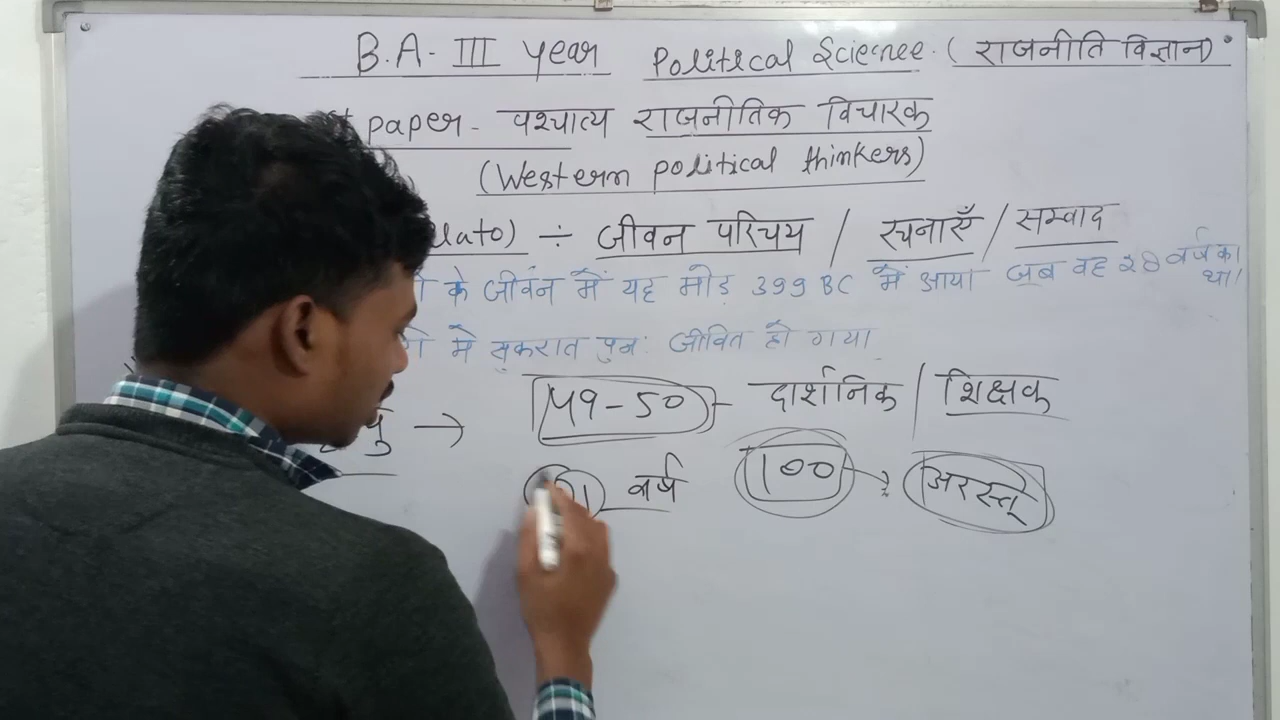 B.A- III year Political Science. (राजनीति विज्ञान)
paper- पश्चात्य राजनीतिक विचारक
(Western political thinkers)
lato) ÷ जीवन परिचय / रचनाएँ / सम्वाद
के जीवन में यह मोड़ 399 BC में आया जब वह 28 वर्ष का था।
मे सुकरात पुनः जीवित हो गया
→ 49-50 - दार्शनिक / शिक्षक
वर्ष 100 → अरस्तू